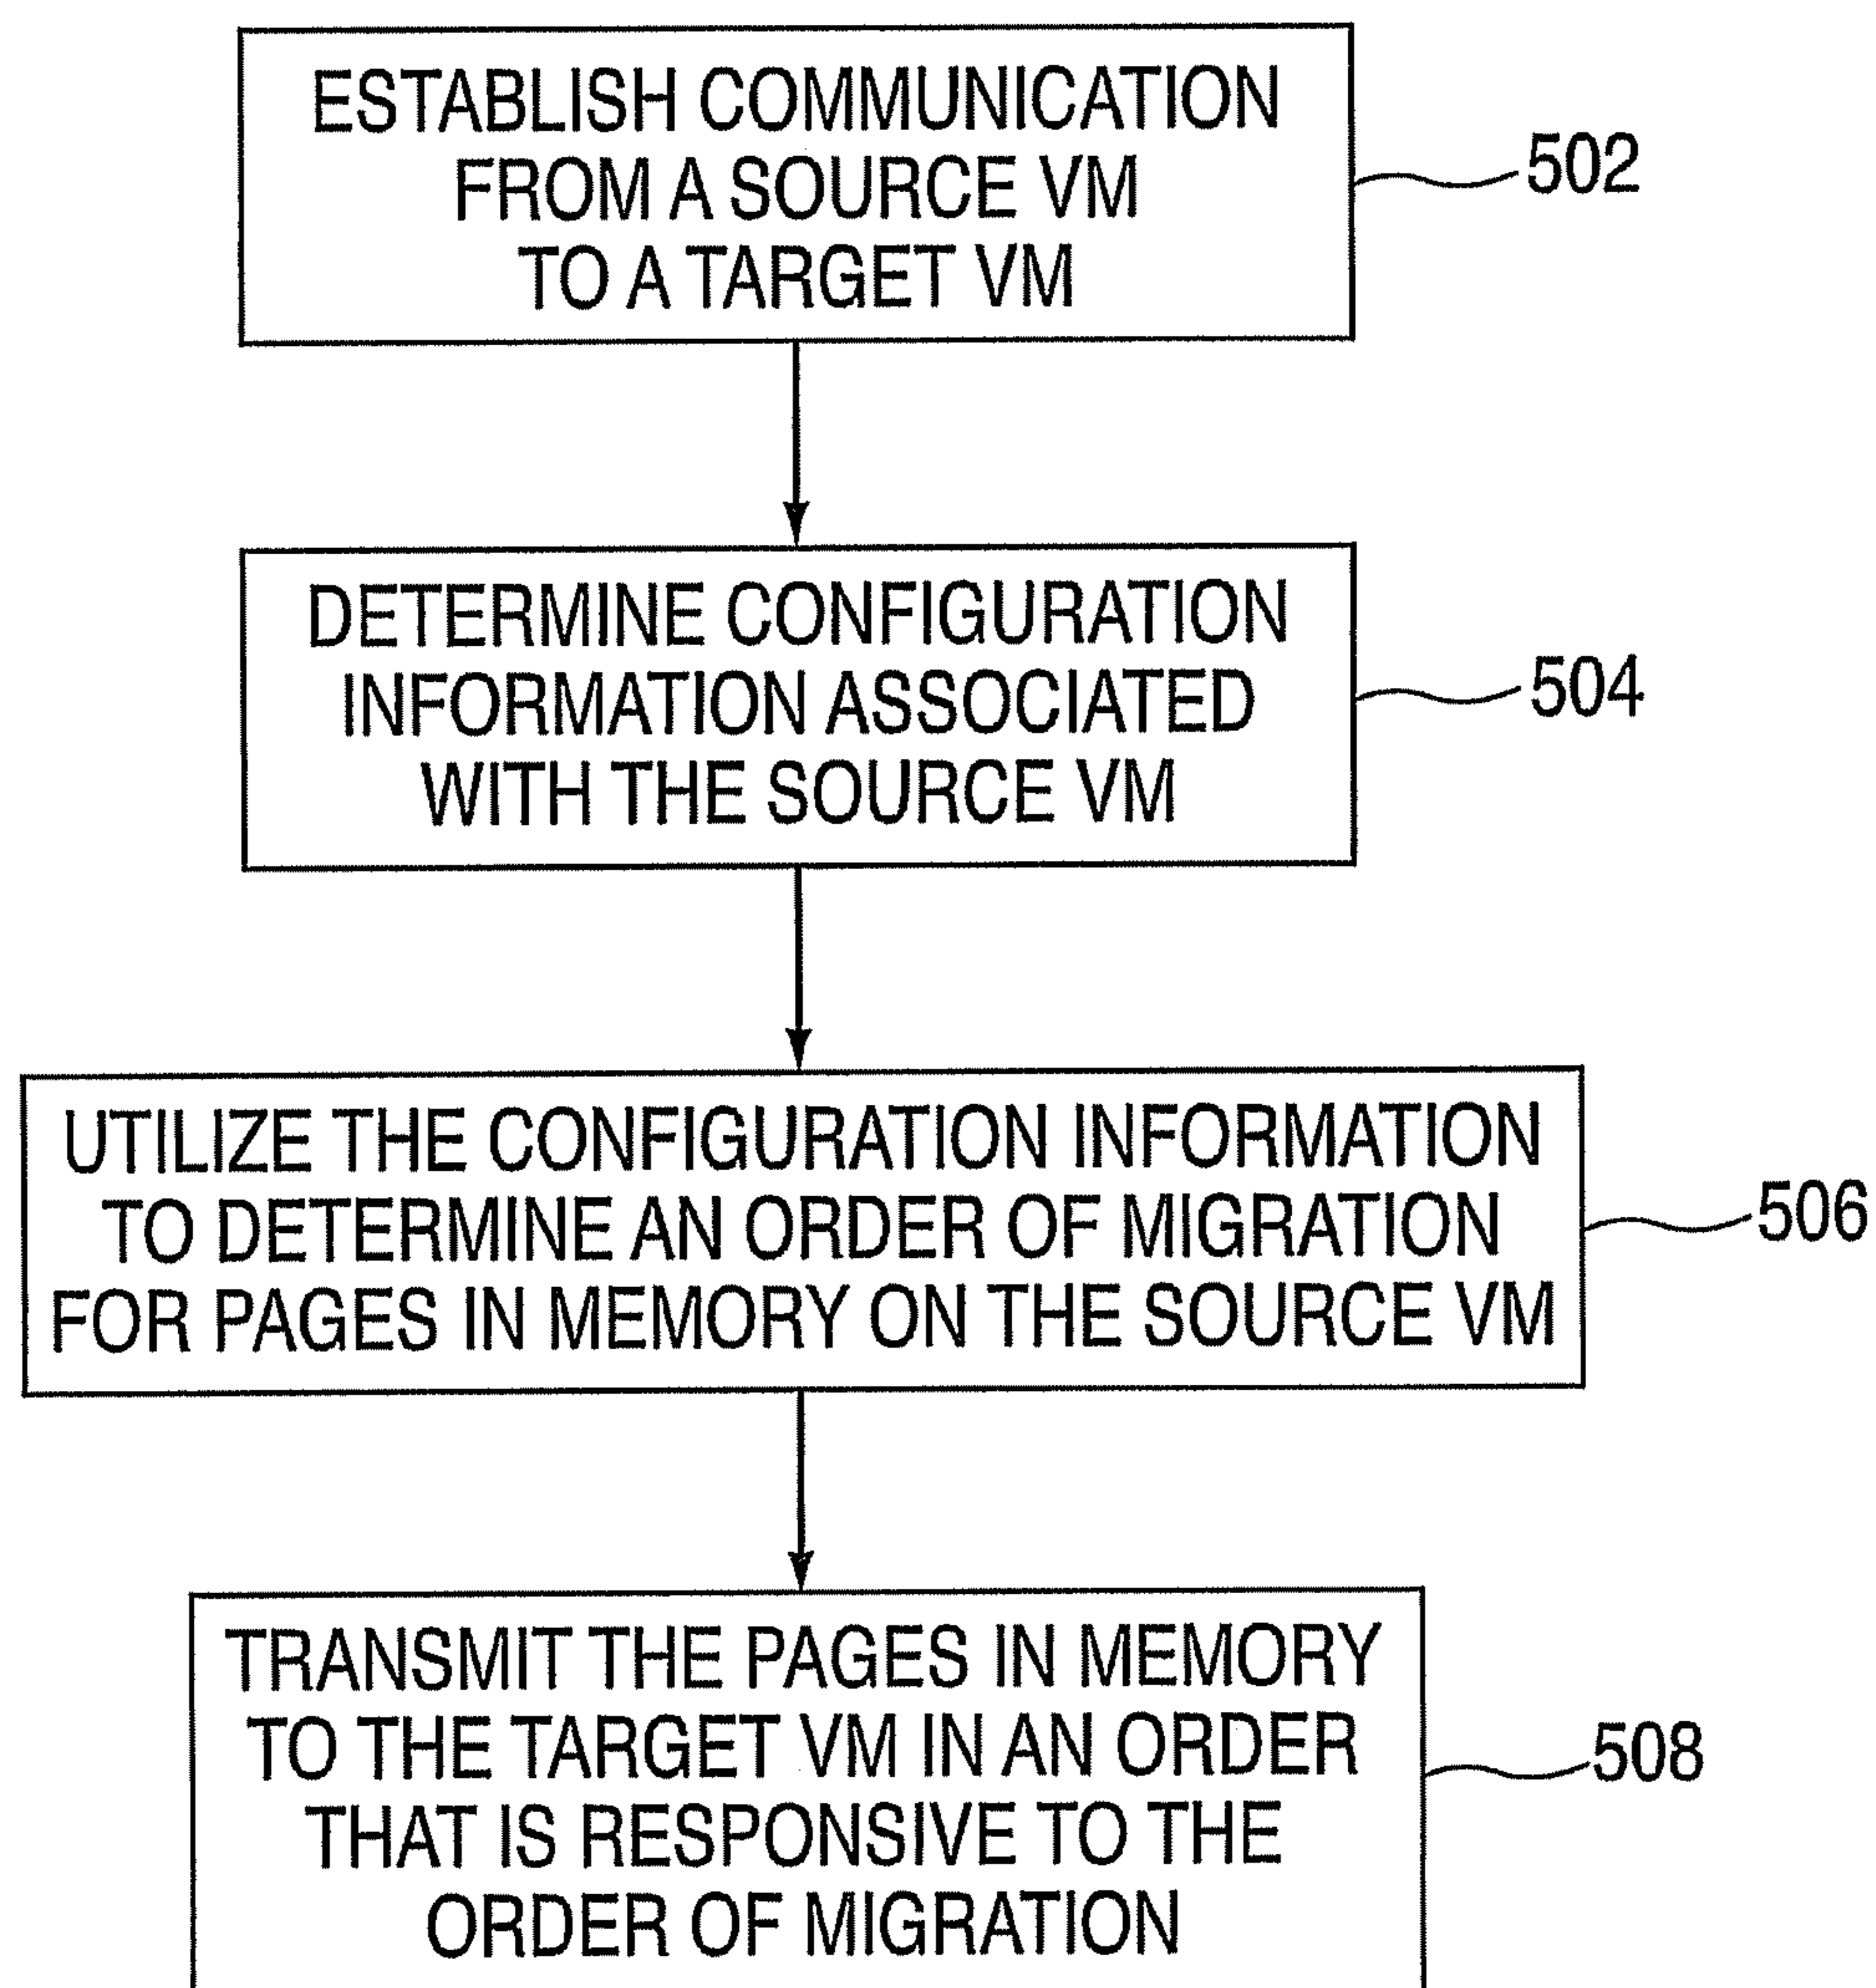 ESTABLISH COMMUNICATION
FROM A SOURCE VM
TO A TARGET VM
502
DETERMINE CONFIGURATION
INFORMATION ASSOCIATED
WITH THE SOURCE VM
504
UTILIZE THE CONFIGURATION INFORMATION
TO DETERMINE AN ORDER OF MIGRATION
FOR PAGES IN MEMORY ON THE SOURCE VM
506
TRANSMIT THE PAGES IN MEMORY
TO THE TARGET VM IN AN ORDER
THAT IS RESPONSIVE TO THE
ORDER OF MIGRATION
508